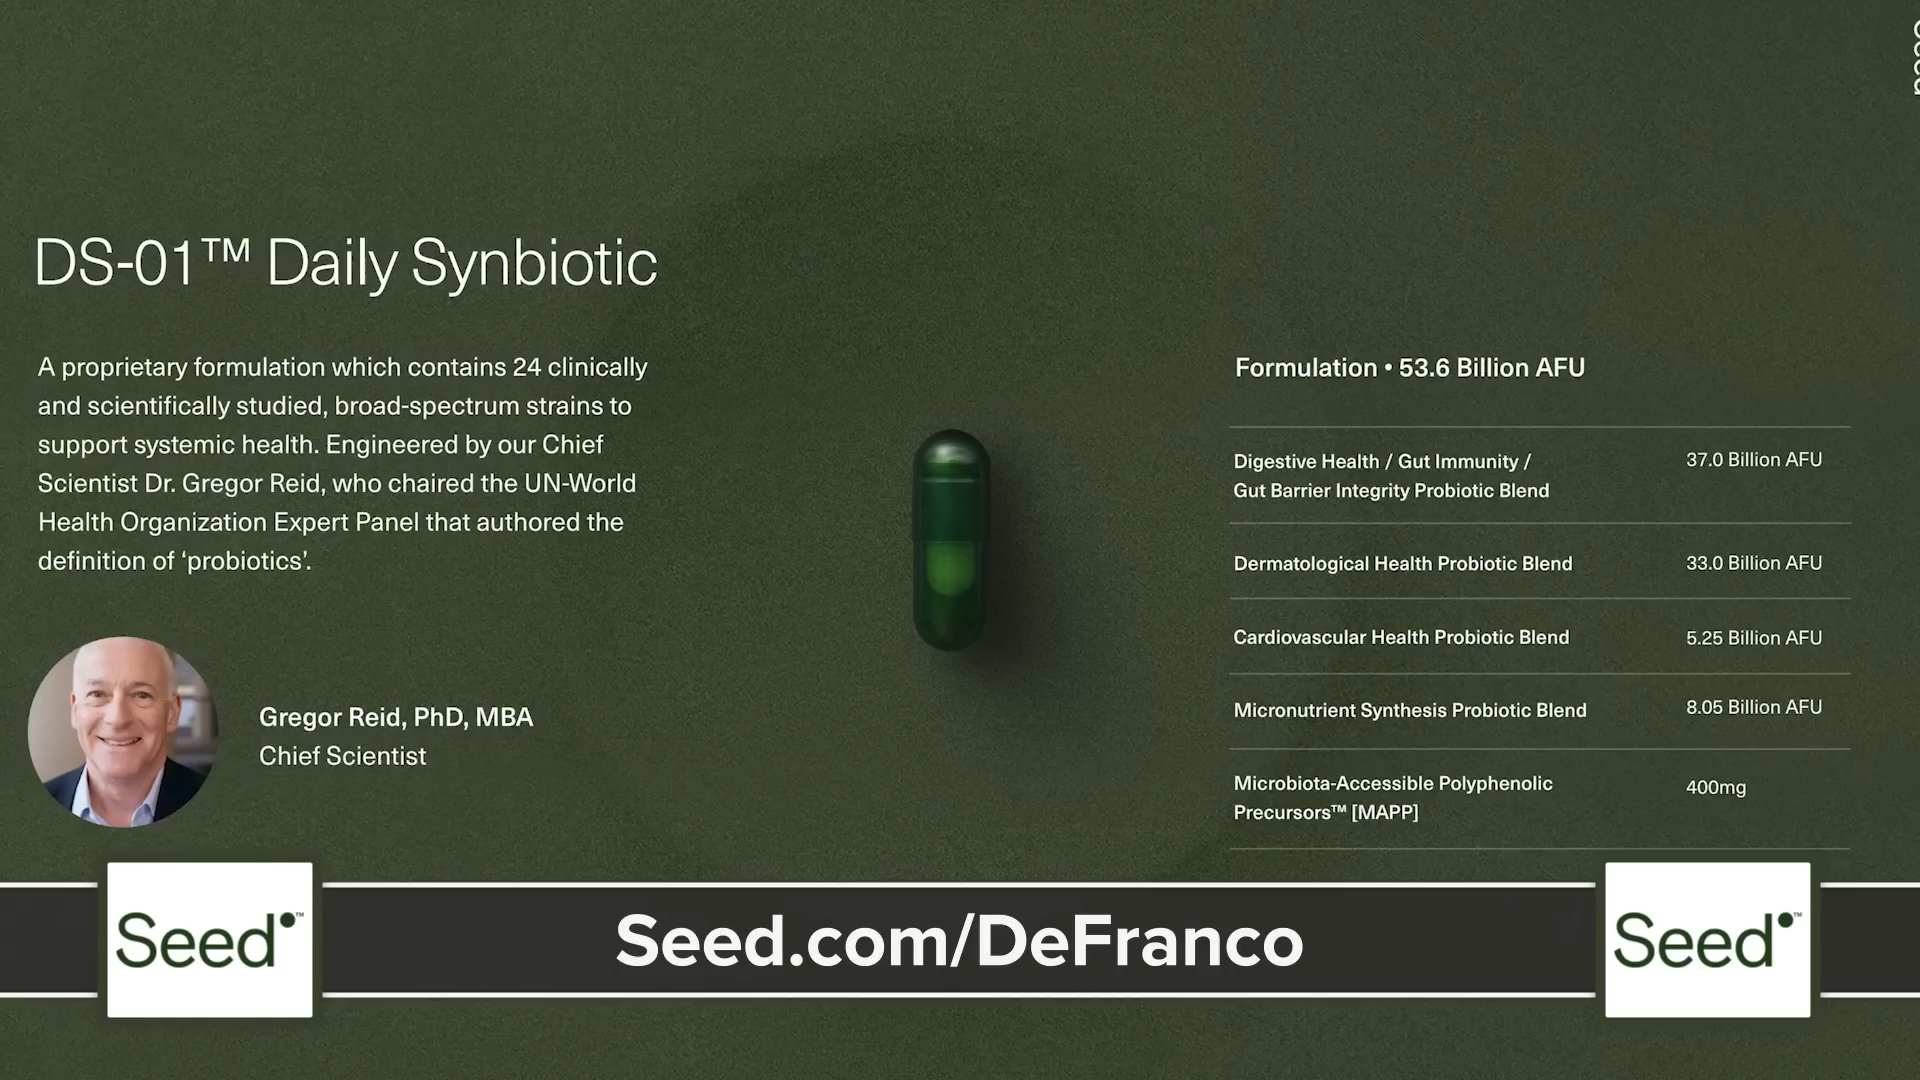 Seed
DS-01™ Daily Synbiotic
A proprietary formulation which contains 24 clinically
and scientifically studied, broad-spectrum strains to
support systemic health. Engineered by our Chief
Scientist Dr. Gregor Reid, who chaired the UN-World
Health Organization Expert Panel that authored the
definition of ‘probiotics’.
Gregor Reid, PhD, MBA
Chief Scientist
Formulation • 53.6 Billion AFU
Digestive Health / Gut Immunity /
Gut Barrier Integrity Probiotic Blend
37.0 Billion AFU
Dermatological Health Probiotic Blend
33.0 Billion AFU
Cardiovascular Health Probiotic Blend
5.25 Billion AFU
Micronutrient Synthesis Probiotic Blend
8.05 Billion AFU
Microbiota-Accessible Polyphenolic
Precursors™ [MAPP]
400mg
Seed™
Seed.com/DeFranco
Seed™